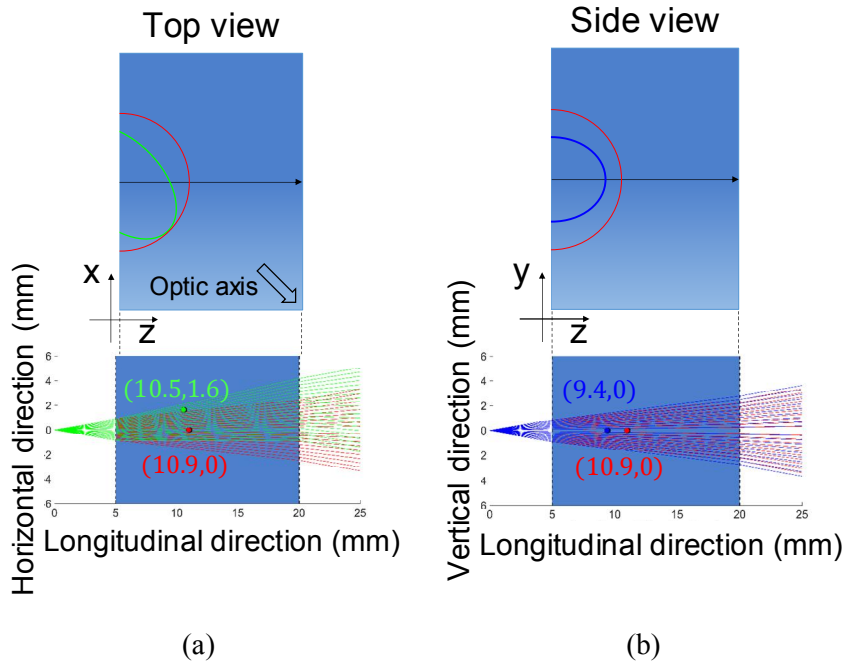 Top view
Side view
x
z
Optic axis
y
z
Horizontal direction (mm)
6
4
2
0
2
4
6
(10.5,1.6)
(10.9,0)
0 5 10 15 20 25
Longitudinal direction (mm)
Vertical direction (mm)
6
4
2
0
2
4
6
(9.4,0)
(10.9,0)
0 5 10 15 20 25
Longitudinal direction (mm)
(a)
(b)